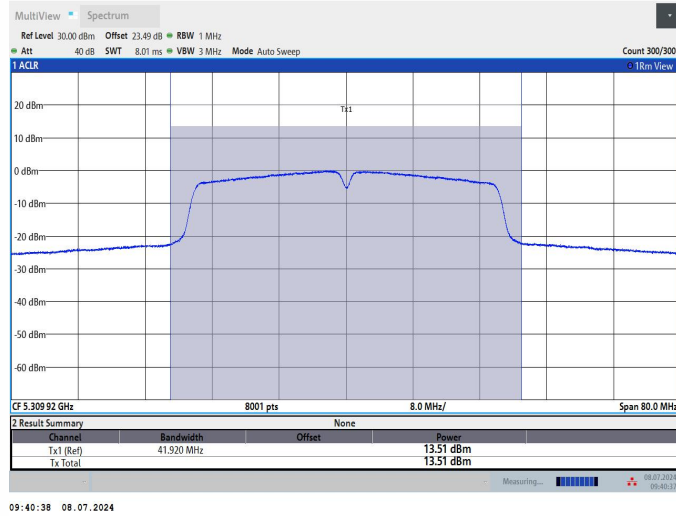 MultiView Spectrum
Ref Level 30.00 dBm Offset 23.49 dB RBW 1 MHz
Att 40 dB SWT 8.01 ms VBW 3 MHz Mode Auto Sweep Count 300/300
1 ACLR 1Rm View
Tx1
20 dBm
10 dBm
0 dBm
-10 dBm
-20 dBm
-30 dBm
-40 dBm
-50 dBm
-60 dBm
CF 5.309 92 GHz 8001 pts 8.0 MHz/ Span 80.0 MHz
2 Result Summary None
Channel Bandwidth Offset Power
Tx1 (Ref) 41.920 MHz 13.51 dBm
Tx Total 13.51 dBm
Measuring... 08.07.2024
09:40:37
09:40:38 08.07.2024